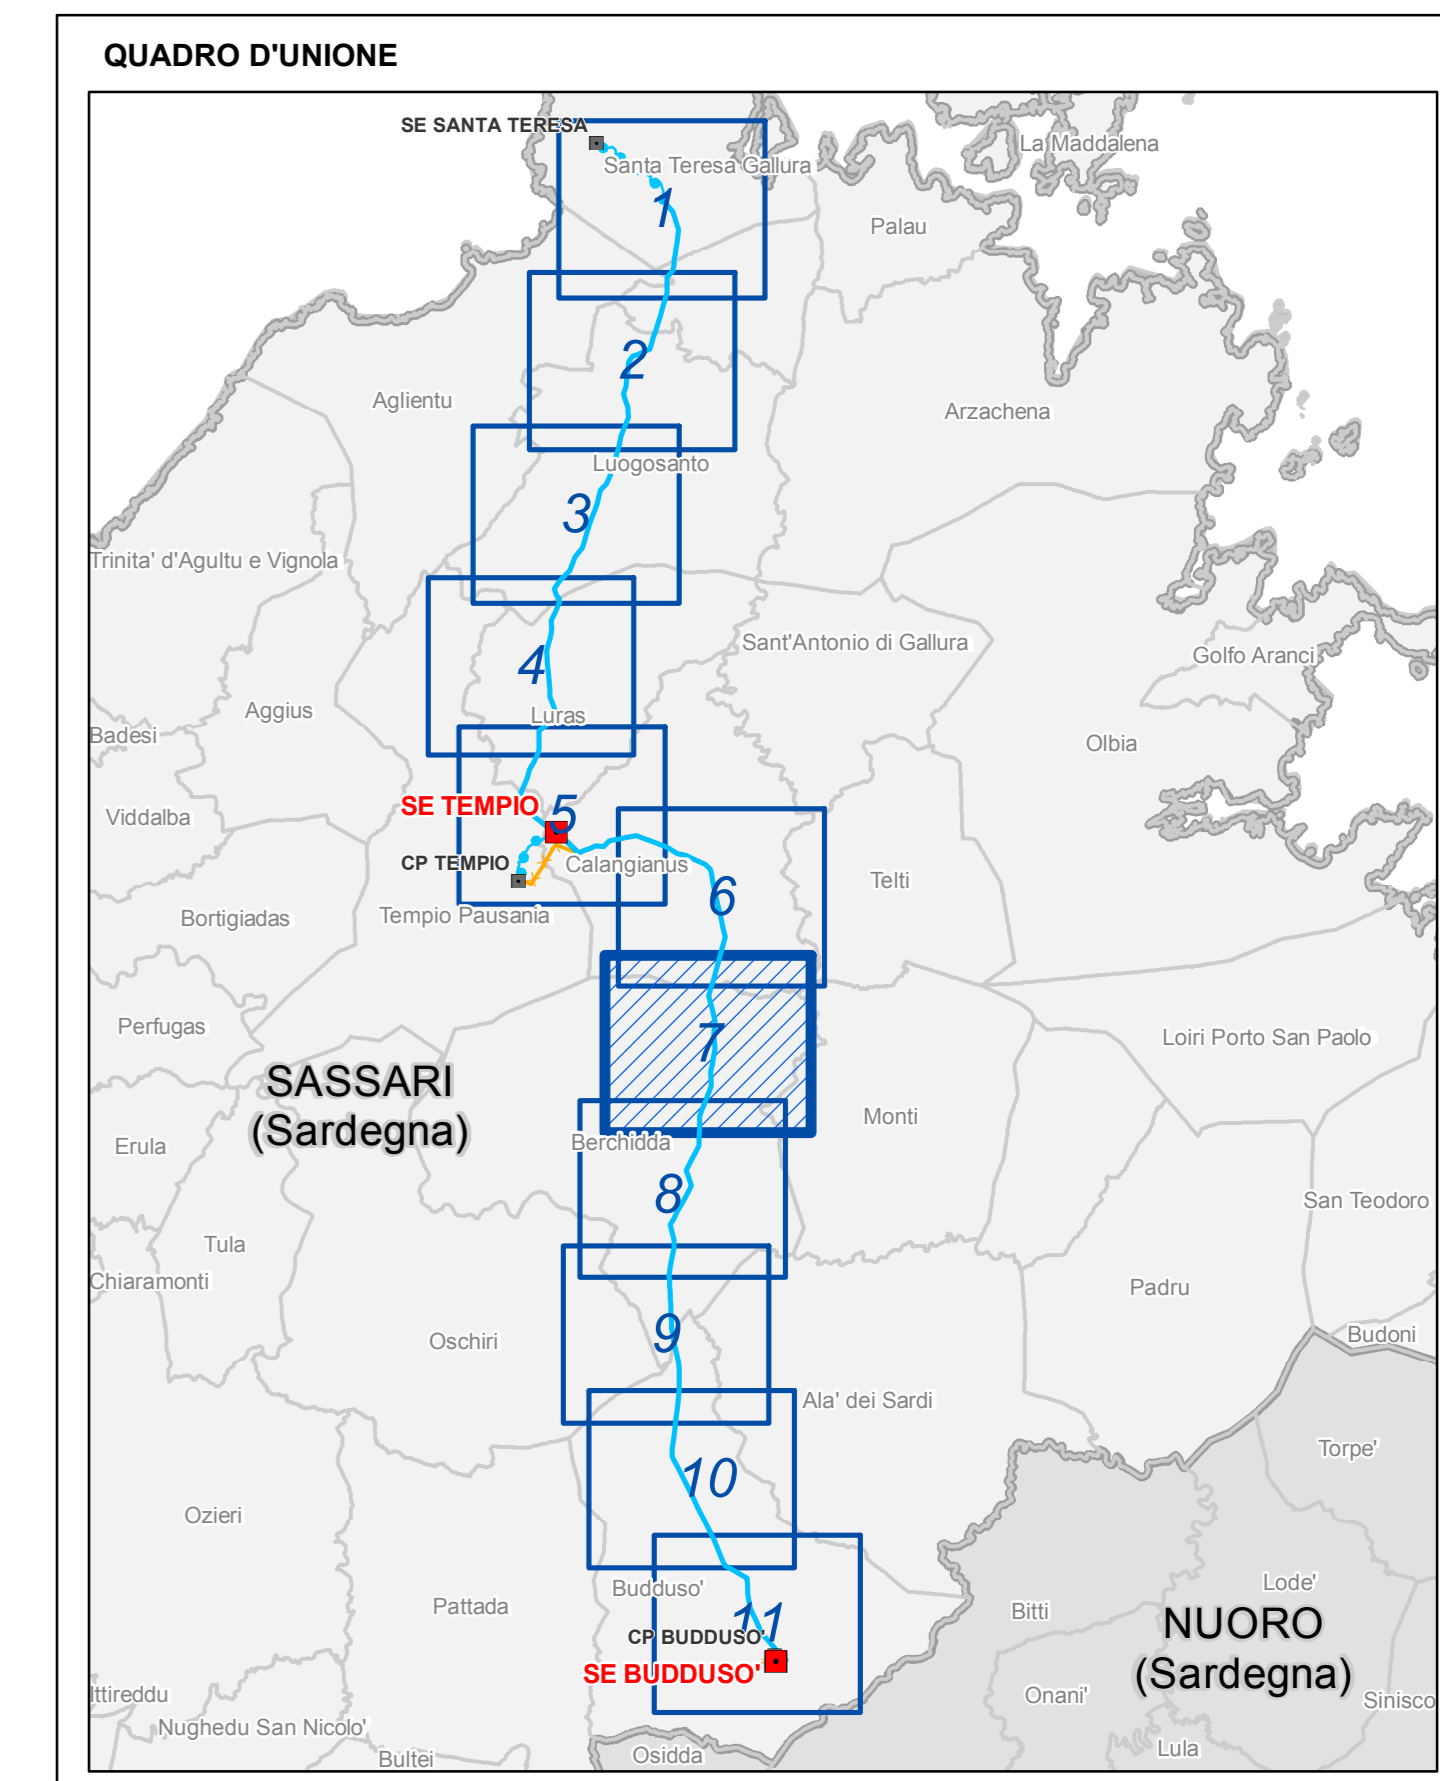 QUADRO D'UNIONE
SE SANTA TERESA
La Maddalena
Santa Teresa Gallura
1
Palau
2
Aglientu
Arzachena
Luogosanto
3
Trinita' d'Agultu e Vignola
Sant'Antonio di Gallura
Golfo Aranci
4
Aggius
Luras
Badesi
Olbia
SE TEMPIO
5
Viddalba
CP TEMPIO
Calangianus
Telti
6
Bortigiadas
Tempio Pausania
Perfugas
Loiri Porto San Paolo
7
SASSARI
(Sardegna)
Monti
Erula
Berchidda
8
San Teodoro
Tula
Chiaramonti
Padru
9
Oschiri
Budoni
Ala' dei Sardi
Torpe'
10
Ozieri
Lode'
Budduso'
Pattada
Bitti
11
NUORO
(Sardegna)
CP BUDDUSO'
SE BUDDUSO'
Ittireddu
Onani'
Sinisco
Nughedu San Nicolo'
Bultei
Osidda
Lula